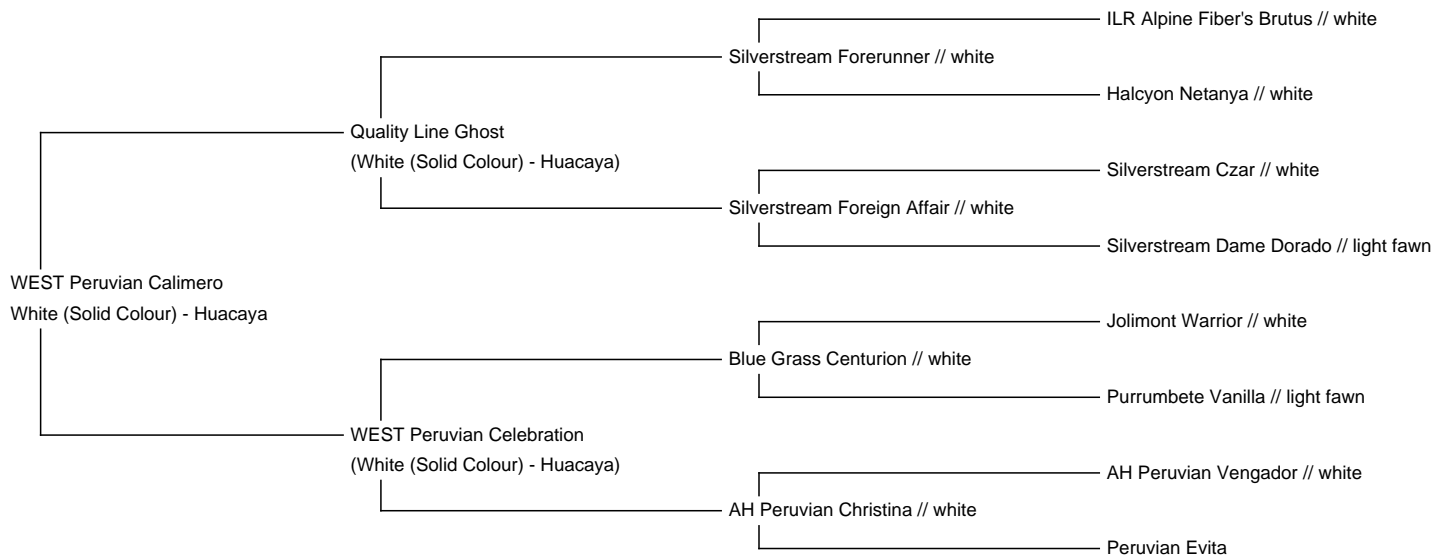 ILR Alpine Fiber's Brutus // white
Silverstream Forerunner // white
Halcyon Netanya // white
Quality Line Ghost
(White (Solid Colour) - Huacaya)
Silverstream Czar // white
Silverstream Foreign Affair // white
Silverstream Dame Dorado // light fawn
WEST Peruvian Calimero
White (Solid Colour) - Huacaya
Jolimont Warrior // white
Blue Grass Centurion // white
Purrumbete Vanilla // light fawn
WEST Peruvian Celebration
(White (Solid Colour) - Huacaya)
AH Peruvian Vengador // white
AH Peruvian Christina // white
Peruvian Evita